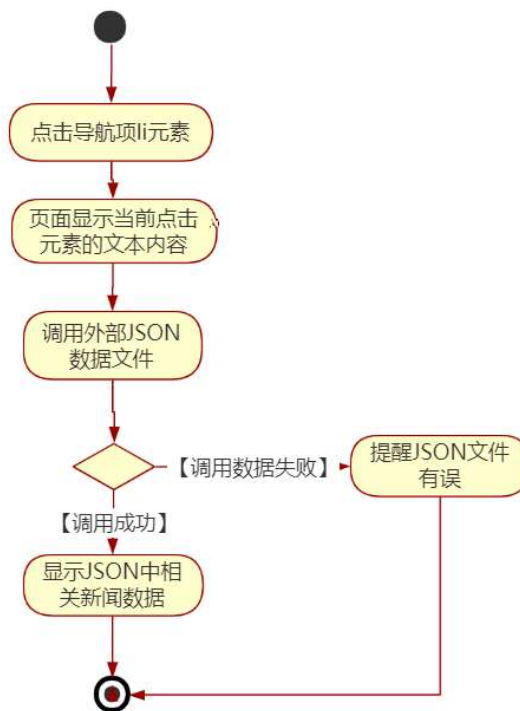 点击导航项li元素
页面显示当前点击
元素的文本内容
调用外部JSON
数据文件
【调用数据失败】
提醒JSON文件
有误
【调用成功】
显示JSON中相
关新闻数据